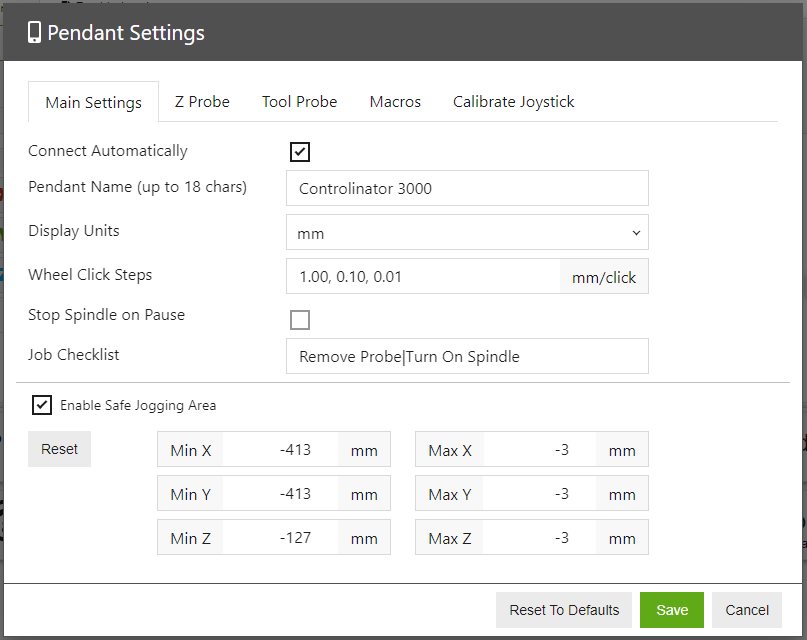 Pendant Settings
Main Settings Z Probe Tool Probe Macros Calibrate Joystick
Connect Automatically
Pendant Name (up to 18 chars) Controlinator 3000
Display Units mm
Wheel Click Steps 1.00, 0.10, 0.01 mm/click
Stop Spindle on Pause
Job Checklist Remove Probe|Turn On Spindle
Enable Safe Jogging Area
Reset Min X -413 mm Max X -3 mm
Min Y -413 mm Max Y -3 mm
Min Z -127 mm Max Z -3 mm
Reset To Defaults Save Cancel